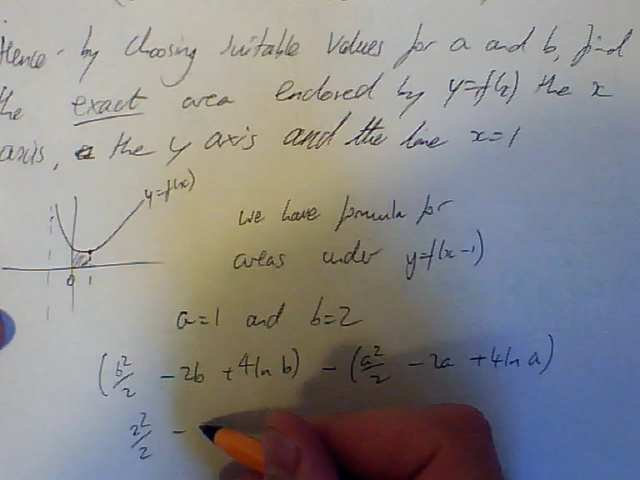 Hence - by choosing suitable values for a and b, find
the exact area enclosed by y=f(x) the x
axis, the y axis and the line x=1
y=f(x)
0 1
we have formula for
areas under y=f(x-1)
a=1 and b=2
(b²/2 - 2b + 4ln b) - (a²/2 - 2a + 4ln a)
2²/2 -